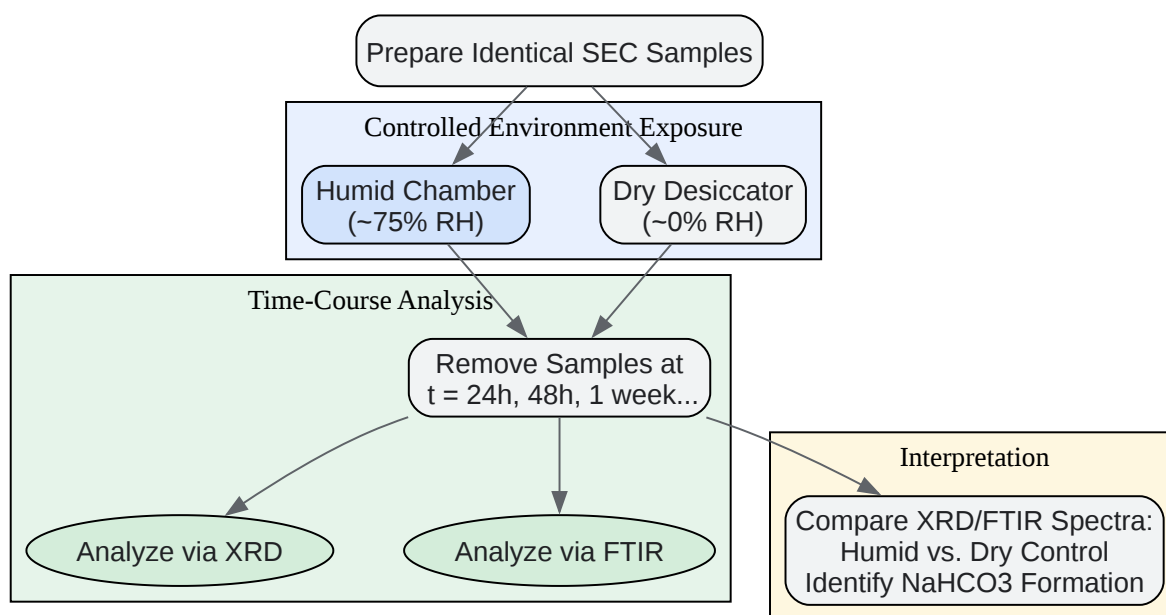 Prepare Identical SEC Samples
Controlled Environment Exposure
Humid Chamber
(~75% RH)
Dry Desiccator
(~0% RH)
Time-Course Analysis
Remove Samples at
t = 24h, 48h, 1 week...
Analyze via XRD
Analyze via FTIR
Interpretation
Compare XRD/FTIR Spectra:
Humid vs. Dry Control
Identify NaHCO3 Formation